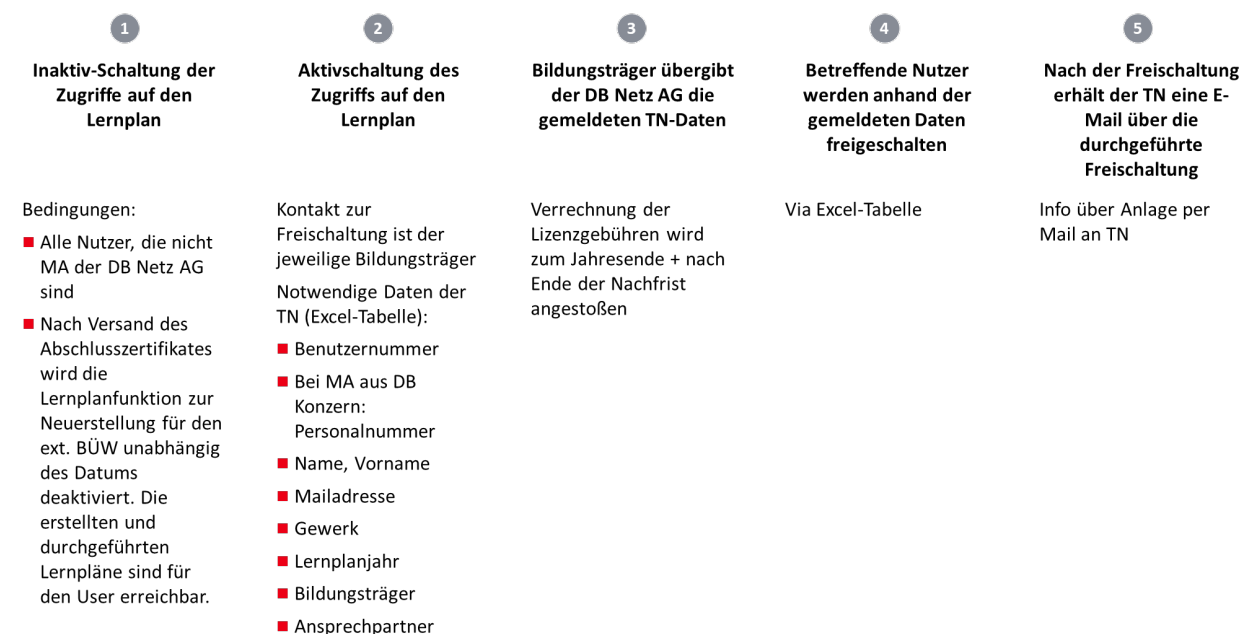 1
Inaktiv-Schaltung der
Zugriffe auf den
Lernplan
Bedingungen:
Alle Nutzer, die nicht
MA der DB Netz AG
sind
Nach Versand des
Abschlusszertifikates
wird die
Lernplanfunktion zur
Neuerstellung für den
ext. BÜW unabhängig
des Datums
deaktiviert. Die
erstellten und
durchgeführten
Lernpläne sind für
den User erreichbar.
2
Aktivschaltung des
Zugriffs auf den
Lernplan
Kontakt zur
Freischaltung ist der
jeweilige Bildungsträger
Notwendige Daten der
TN (Excel-Tabelle):
Benutzernummer
Bei MA aus DB
Konzern:
Personalnummer
Name, Vorname
Mailadresse
Gewerk
Lernplanjahr
Bildungsträger
Ansprechpartner
3
Bildungsträger übergibt
der DB Netz AG die
gemeldeten TN-Daten
Verrechnung der
Lizenzgebühren wird
zum Jahresende + nach
Ende der Nachfrist
angestoßen
4
Betreffende Nutzer
werden anhand der
gemeldeten Daten
freigeschalten
Via Excel-Tabelle
5
Nach der Freischaltung
erhält der TN eine E-
Mail über die
durchgeführte
Freischaltung
Info über Anlage per
Mail an TN